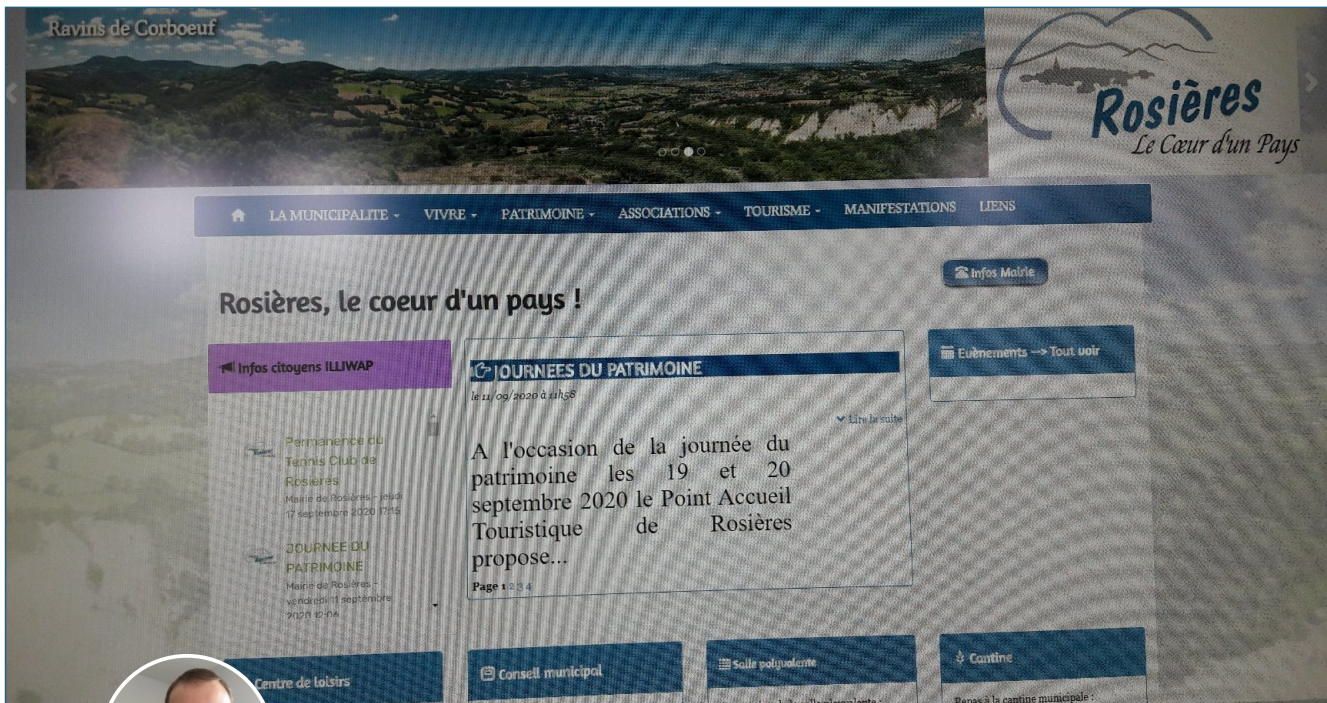 Ravins de Corboeuf
Rosières
Le Cœur d'un Pays
LA MUNICIPALITE
VIVRE
PATRIMOINE
ASSOCIATIONS
TOURISME
MANIFESTATIONS
LIENS
Infos Mairie
Rosières, le coeur d'un pays !
Infos citoyens ILLIWAP
Permanence du
Tennis Club de
Rosières
Mairie de Rosières - jeudi
17 septembre 2020 17:15
JOURNEE DU
PATRIMOINE
Mairie de Rosières -
vendredi 11 septembre
2020 12:06
JOURNEES DU PATRIMOINE
le 11/09/2020 à 11h58
Lire la suite
A l'occasion de la journée du
patrimoine les 19 et 20
septembre 2020 le Point Accueil
Touristique de Rosières
propose...
Page 1 2 3 4
Evènements --> Tout voir
Centre de loisirs
Conseil municipal
Salle polyvalente
Cantine
Repas à la cantine municipale :